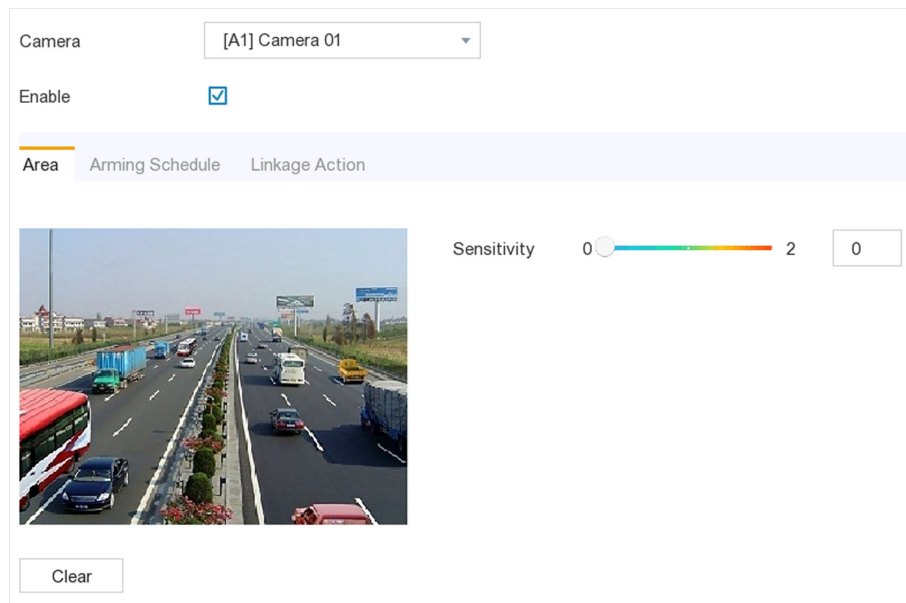 Camera
[A1] Camera 01
Enable
Area
Arming Schedule
Linkage Action
Sensitivity
0
2
0
Clear